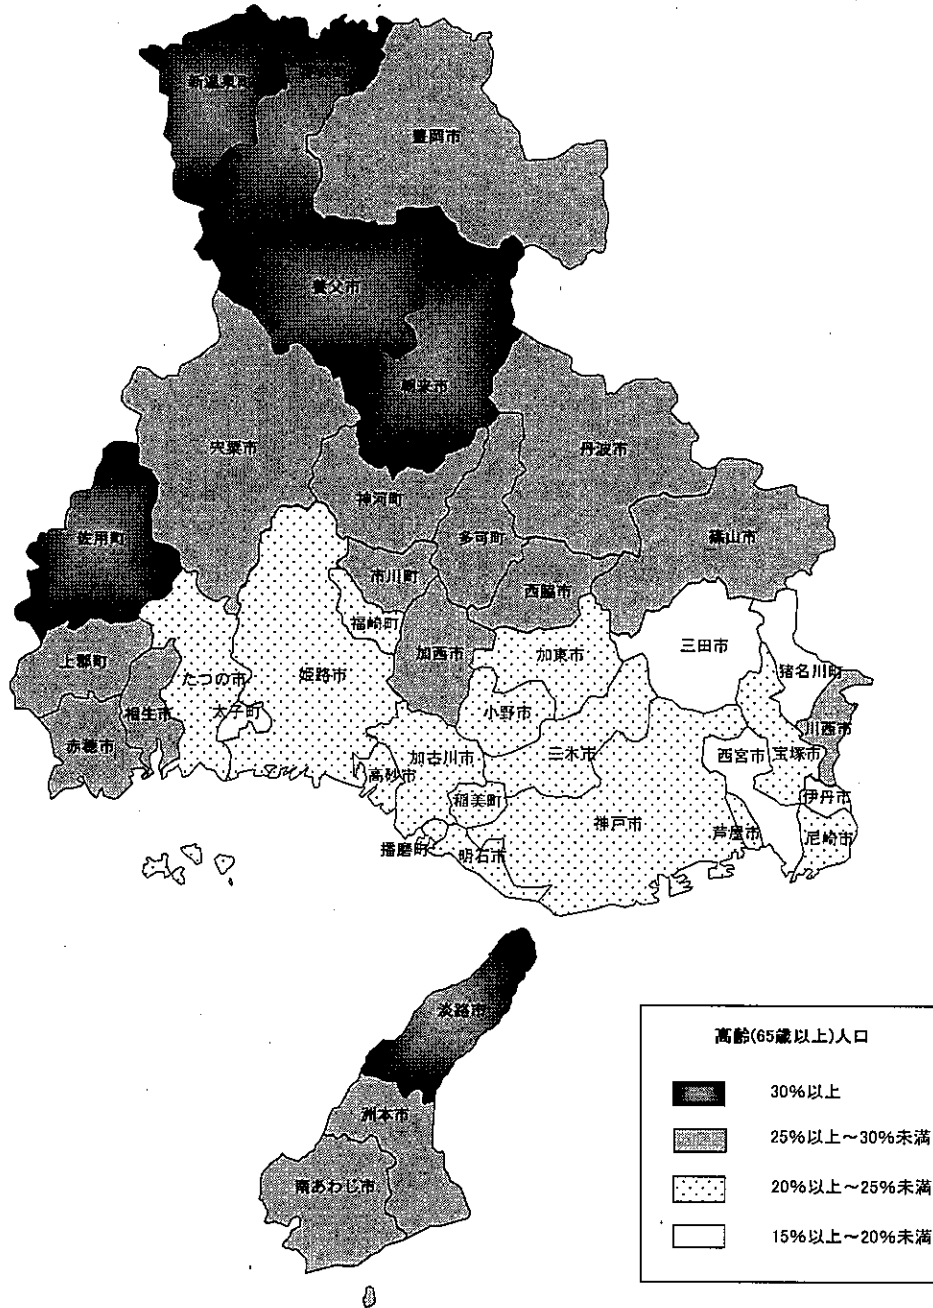 新温泉町
豊岡市
養父市
朝来市
宍粟市
丹波市
神河町
佐用町
多可町
篠山市
市川町
西脇市
福崎町
加西市
加東市
三田市
上郡町
たつの市
姫路市
猪名川町
相生市
太子町
小野市
川西市
赤穂市
加古川市
三木市
西宮市
宝塚市
高砂市
稲美町
伊丹市
神戸市
芦屋市
尼崎市
播磨町
明石市
淡路市
洲本市
南あわじ市
高齢(65歳以上)人口
30%以上
25%以上～30%未満
20%以上～25%未満
15%以上～20%未満